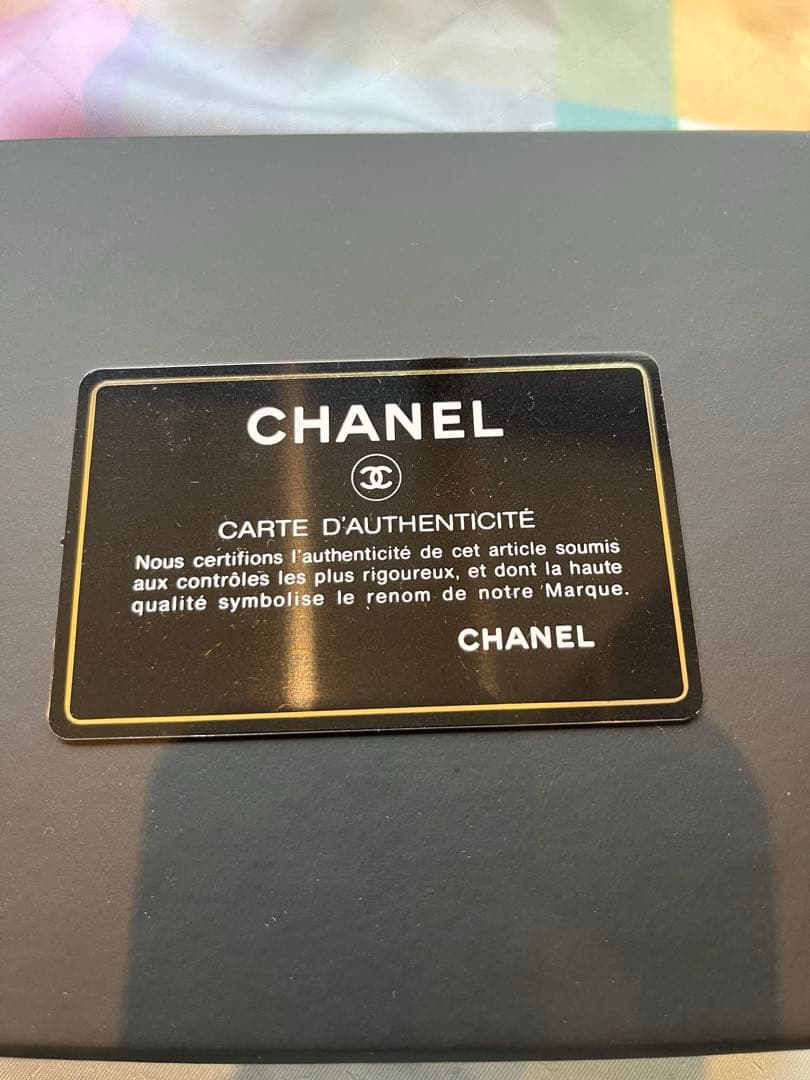 CHANEL
CARTE D'AUTHENTICITÉ
Nous certifions l'authenticité de cet article soumis
aux contrôles les plus rigoureux, et dont la haute
qualité symbolise le renom de notre Marque.
CHANEL